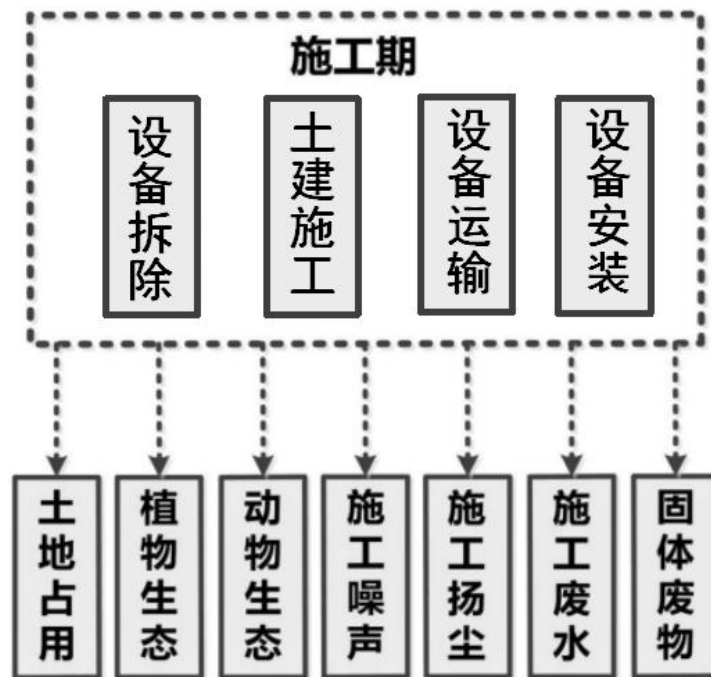 施工期
设备拆除
土建施工
设备运输
设备安装
土地占用
植物生态
动物生态
施工噪声
施工扬尘
施工废水
固体废物